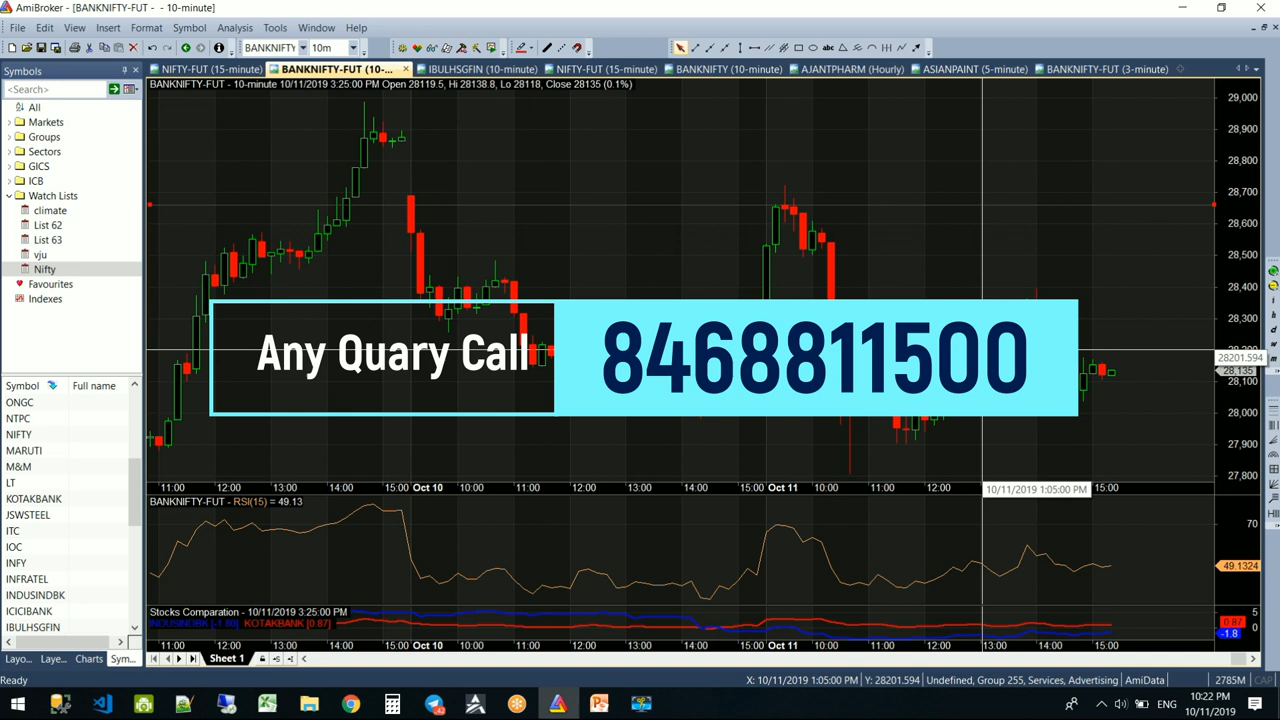 AmiBroker - [BANKNIFTY-FUT - - 10-minute]
File Edit View Insert Format Symbol Analysis Tools Window Help
BANKNIFTY 10m
Symbols
NIFTY-FUT (15-minute) BANKNIFTY-FUT (10-... IBULHSGFIN (10-minute) NIFTY-FUT (15-minute) BANKNIFTY (10-minute) AJANTPHARM (Hourly) ASIANPAINT (5-minute) BANKNIFTY-FUT (3-minute)
<Search>
All
Markets
Groups
Sectors
GICS
ICB
Watch Lists
climate
List 62
List 63
vju
Nifty
Favourites
Indexes
Symbol Full name
ONGC
NTPC
NIFTY
MARUTI
M&M
LT
KOTAKBANK
JSWSTEEL
ITC
IOC
INFY
INFRATEL
INDUSINDBK
ICICIBANK
IBULHSGFIN
Layo... Laye... Charts Sym...
BANKNIFTY-FUT - 10-minute 10/11/2019 3:25:00 PM Open 28119.5, Hi 28138.8, Lo 28118, Close 28135 (0.1%)
29,000
28,900
28,800
28,700
28,600
28,500
28,400
28,300
28201.594
28,135
28,100
28,000
27,900
27,800
Any Quary Call
8468811500
11:00 12:00 13:00 14:00 15:00 Oct 10 10:00 11:00 12:00 13:00 14:00 15:00 Oct 11 10:00 11:00 12:00 10/11/2019 1:05:00 PM 15:00
BANKNIFTY-FUT - RSI(15) = 49.13
70
49.1324
Stocks Comparation - 10/11/2019 3:25:00 PM
INDUSINDBK [-1.80] KOTAKBANK [0.87]
5
0.87
0
-1.8
11:00 12:00 13:00 14:00 15:00 Oct 10 10:00 11:00 12:00 13:00 14:00 15:00 Oct 11 10:00 11:00 12:00 13:00 14:00 15:00
Sheet 1
Ready
X: 10/11/2019 1:05:00 PM Y: 28201.594 Undefined, Group 255, Services, Advertising AmiData 2785M CAP
ENG
10:22 PM
10/11/2019